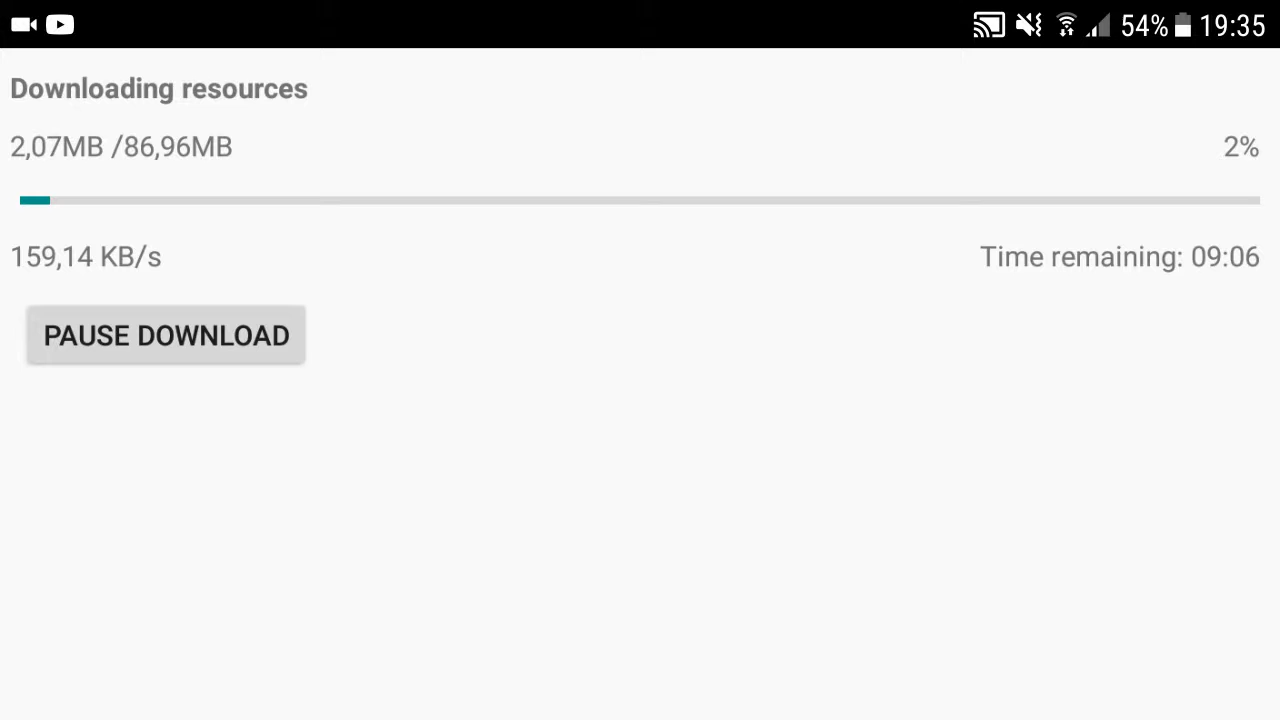 54% 19:35
Downloading resources
2,07MB /86,96MB 2%
159,14 KB/s Time remaining: 09:06
PAUSE DOWNLOAD